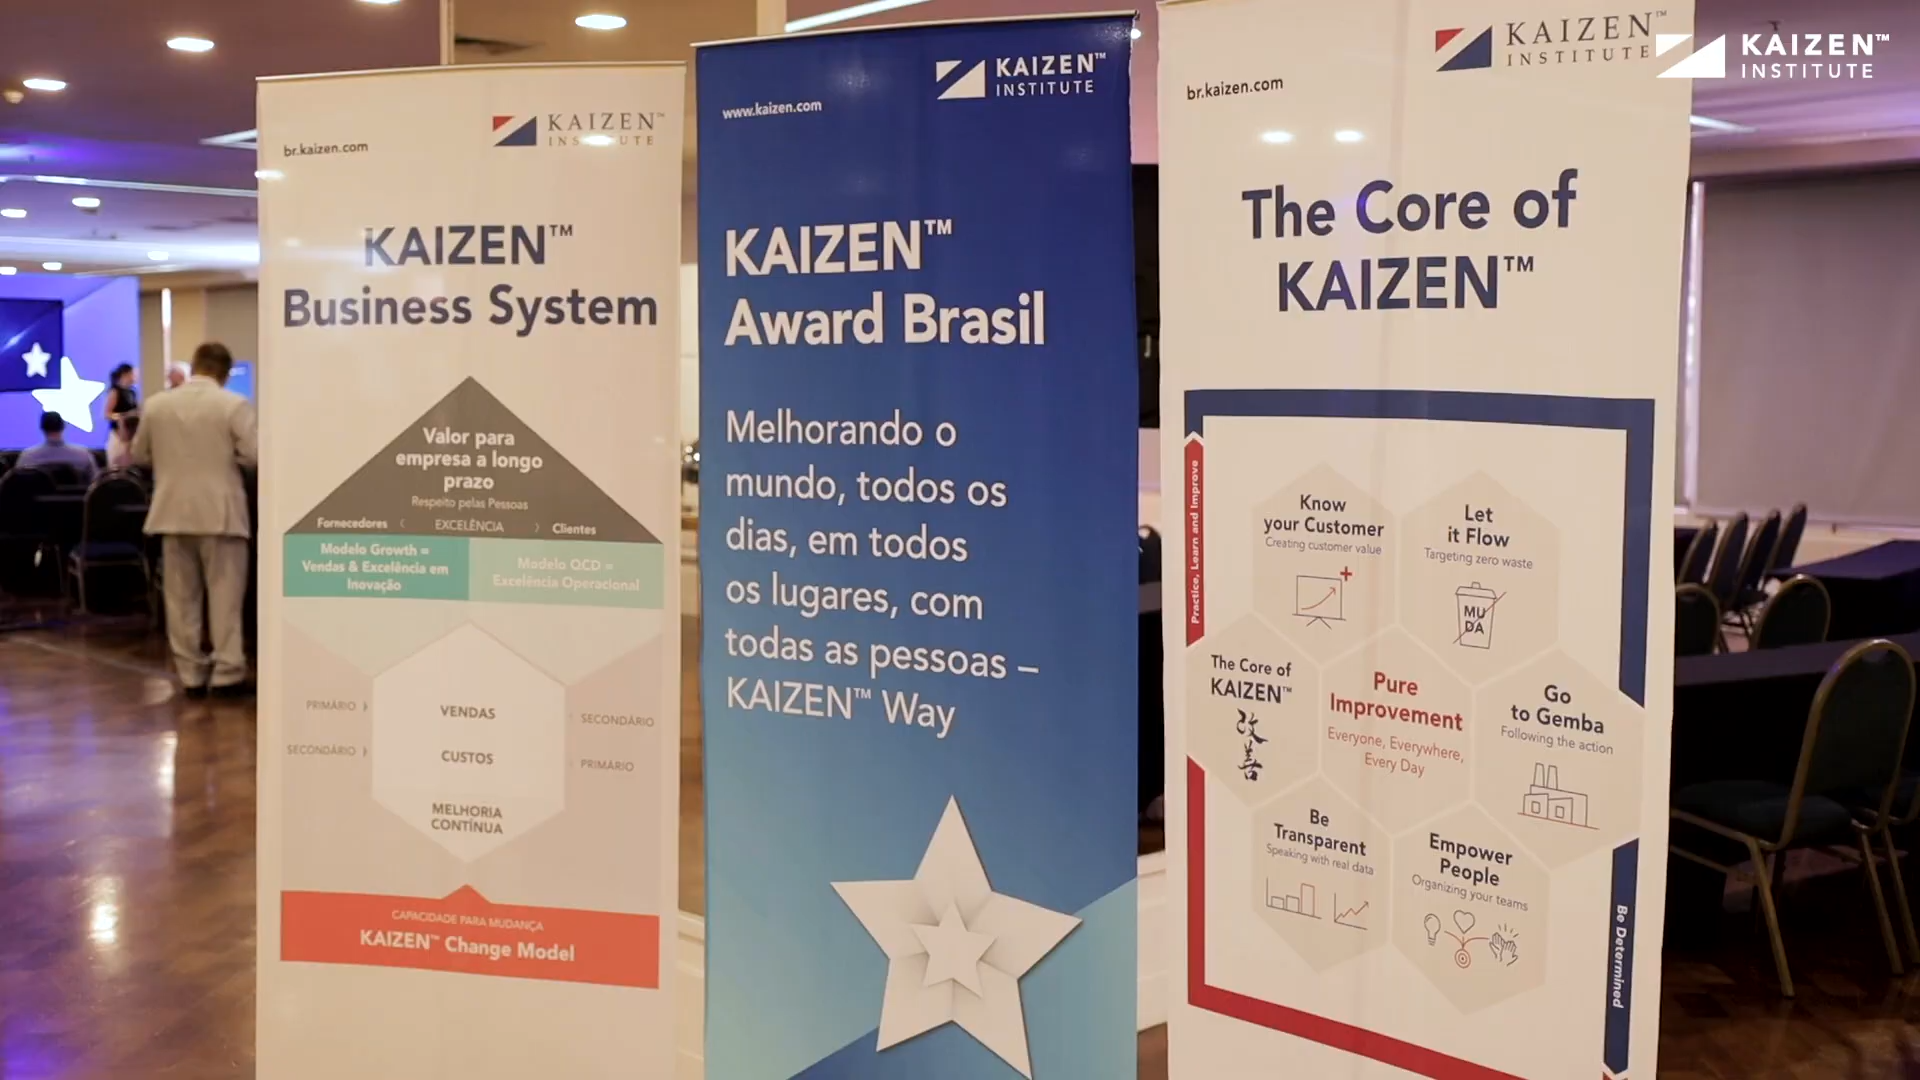 br.kaizen.com
KAIZEN™
INSTITUTE
KAIZEN™
Business System
Valor para
empresa a longo
prazo
Respeito pelas Pessoas
Fornecedores
EXCELÊNCIA
Clientes
Modelo Growth =
Vendas & Excelência em
Inovação
Modelo QCD =
Excelência Operacional
PRIMÁRIO
SECONDÁRIO
VENDAS
CUSTOS
MELHORIA
CONTÍNUA
SECONDÁRIO
PRIMÁRIO
CAPACIDADE PARA MUDANÇA
KAIZEN™ Change Model
www.kaizen.com
KAIZEN™
INSTITUTE
KAIZEN™
Award Brasil
Melhorando o
mundo, todos os
dias, em todos
os lugares, com
todas as pessoas –
KAIZEN™ Way
br.kaizen.com
KAIZEN™
INSTITUTE
The Core of
KAIZEN™
Practice, Learn and Improve
Know
your Customer
Creating customer value
Let
it Flow
Targeting zero waste
MU
DA
The Core of
KAIZEN™
改
善
Pure
Improvement
Everyone, Everywhere,
Every Day
Go
to Gemba
Following the action
Be
Transparent
Speaking with real data
Empower
People
Organizing your teams
Be Determined
KAIZEN™
INSTITUTE